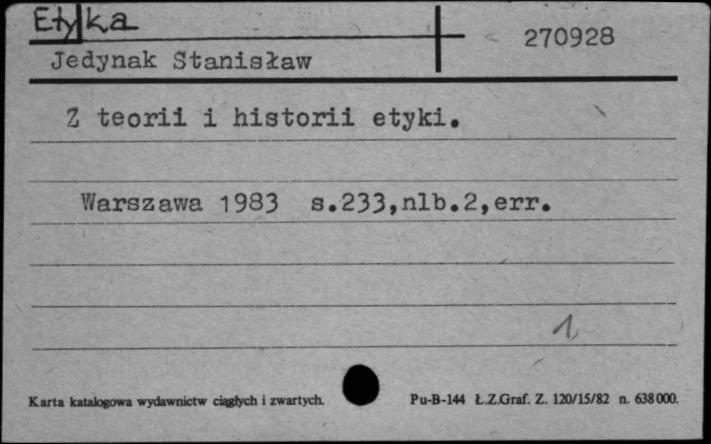 Etyka
270928
Jedynak Stanisław
Z teorii i historii etyki.
Warszawa 1983 s.233,nlb.2,err.
1
Karta katalogowa wydawnictw ciągłych i zwartych. Pu-B-144 Ł.Z.Graf. Z. 120/15/82 n. 638000.